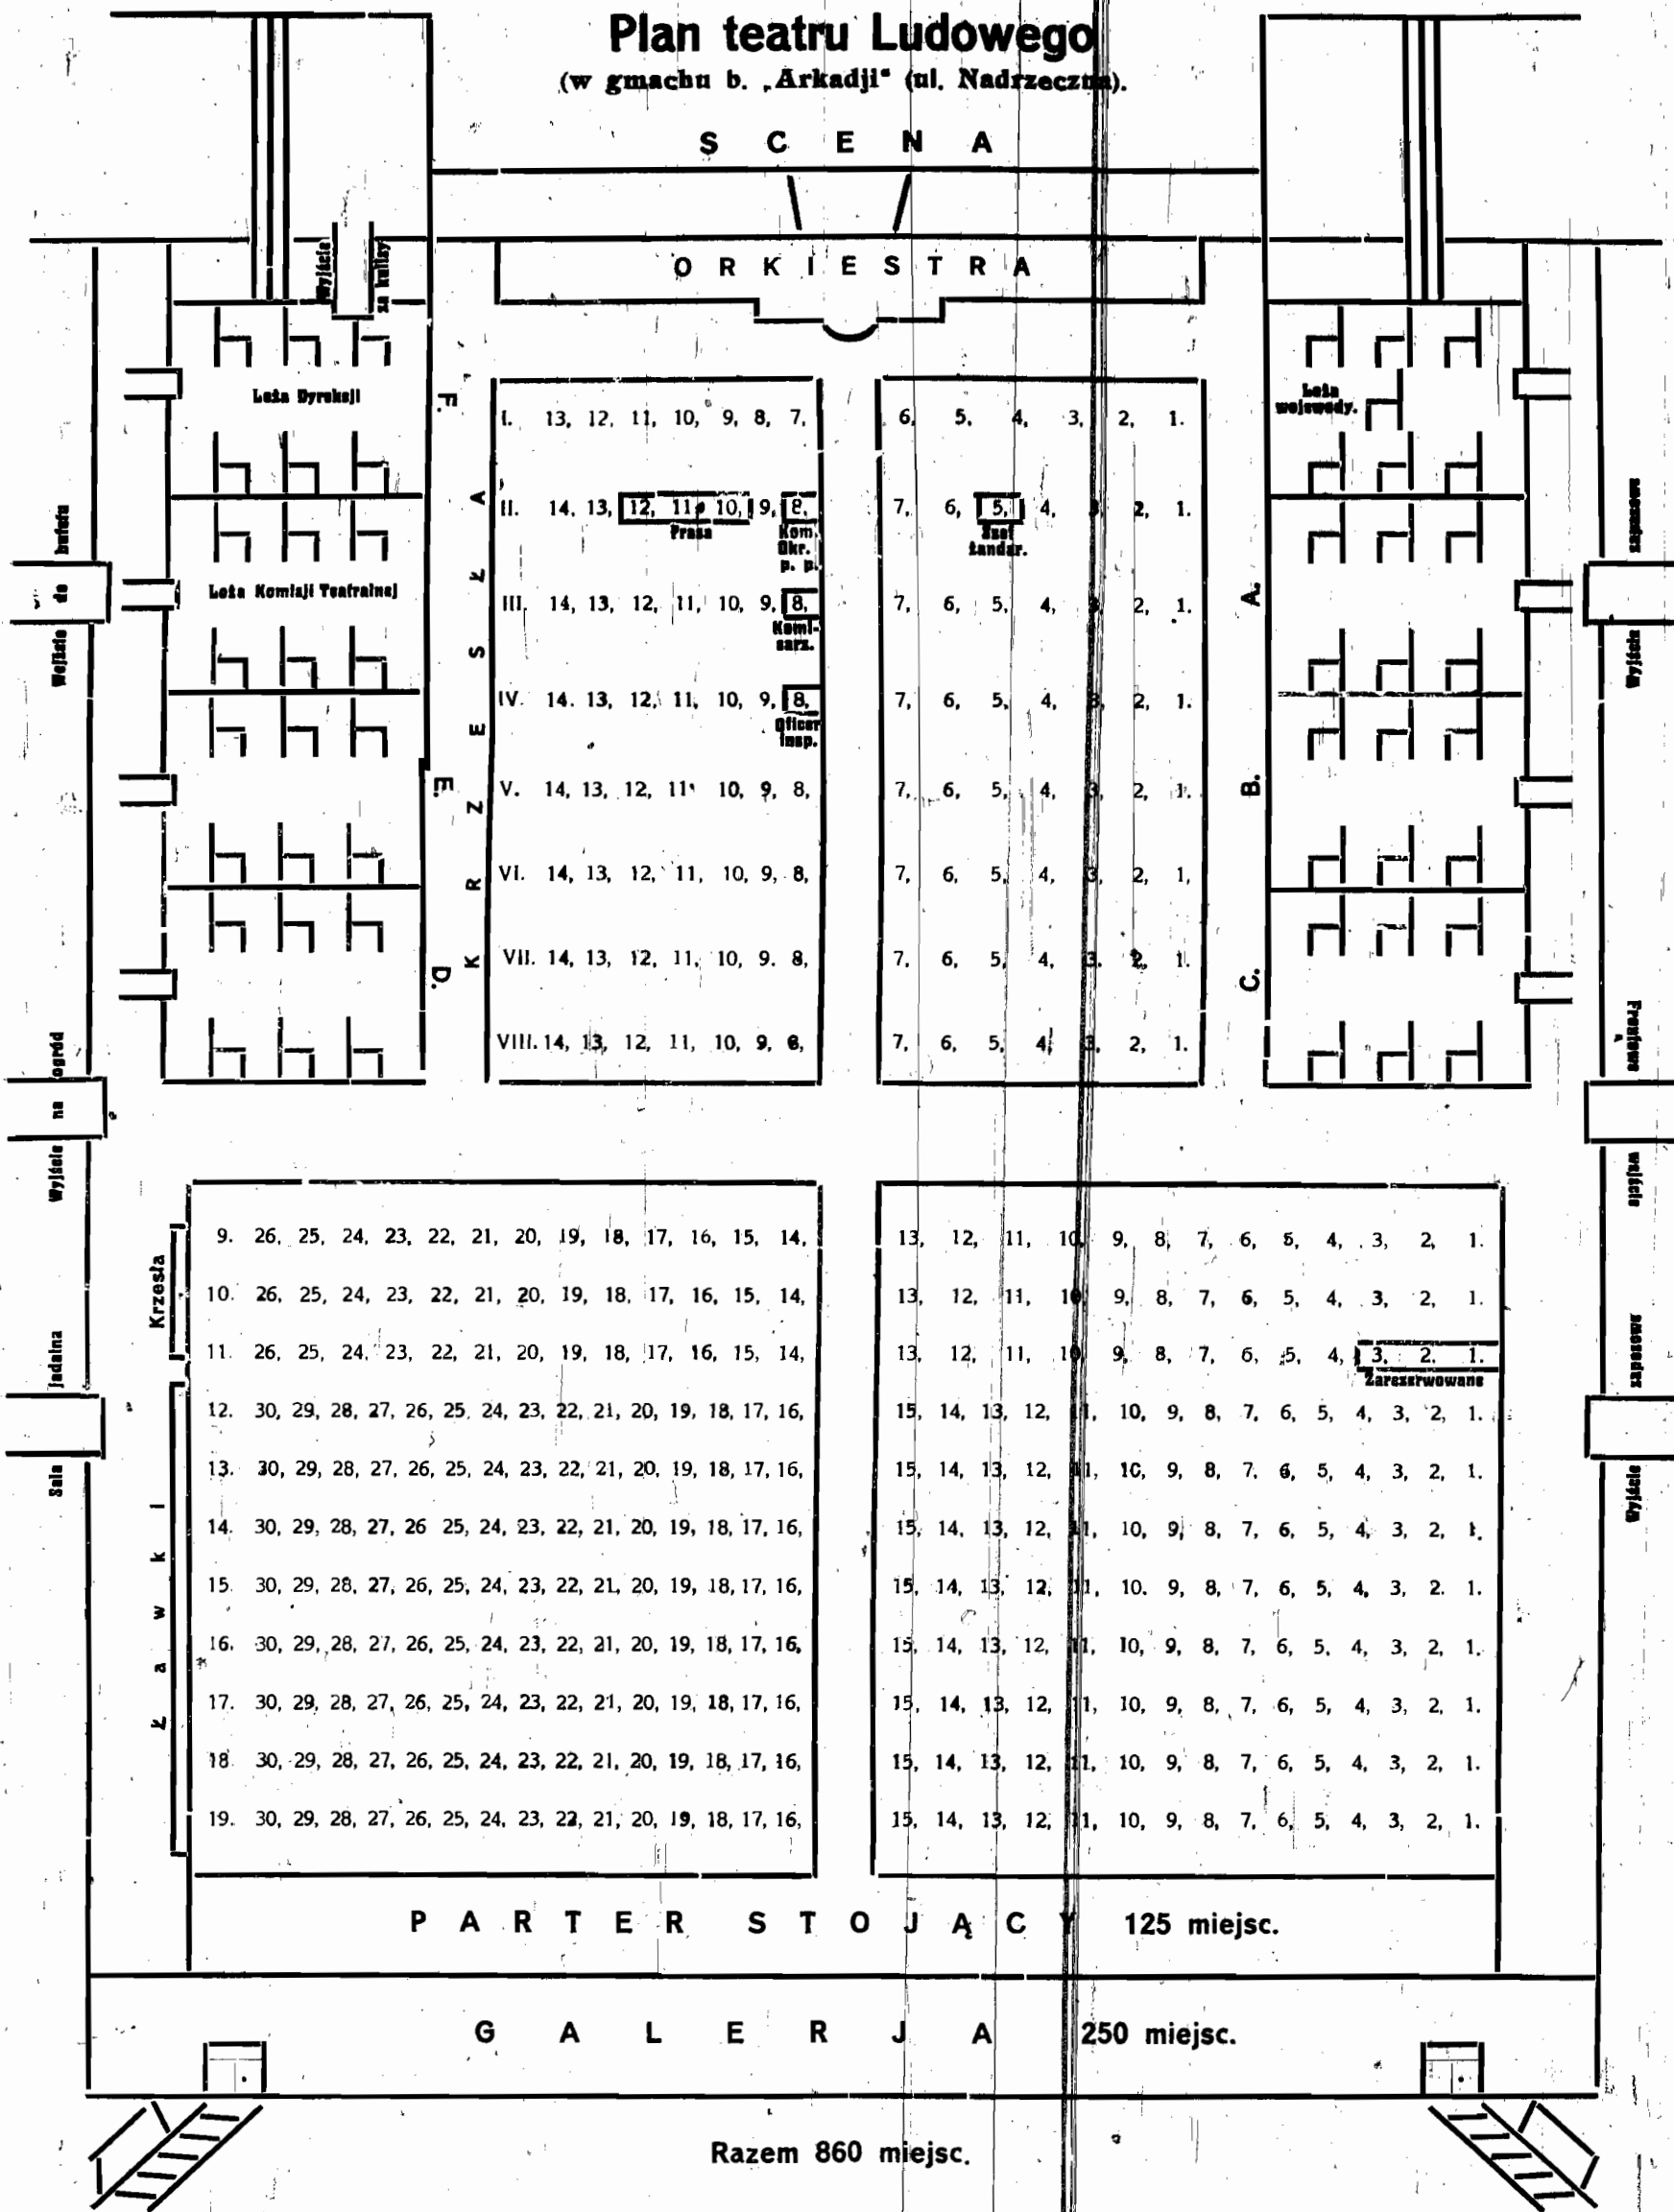 Plan teatru Ludowego
(w gmachu b. „Arkadji“ (ul. Nadrzeczna).
S C E N A
O R K I E S T R A
Wyjście
za kulisy
Loża Dyrekcji
Loża Komisji Teatralnej
F.
E.
D.
K R Z E S Ł A
I. 13, 12, 11, 10, 9, 8, 7, 6, 5, 4, 3, 2, 1.
II. 14, 13, 12, 11, 10, 9, 8, 7, 6, 5, 4, 3, 2, 1.
Prasa
Kom.
Okr.
p. p.
Szef
Żandar.
III. 14, 13, 12, 11, 10, 9, 8, 7, 6, 5, 4, 3, 2, 1.
Komi-
sarz.
IV. 14. 13, 12, 11, 10, 9, 8, 7, 6, 5, 4, 3, 2, 1.
Oficer
insp.
V. 14, 13, 12, 11, 10, 9, 8, 7, 6, 5, 4, 3, 2, 1.
VI. 14, 13, 12, 11, 10, 9, 8, 7, 6, 5, 4, 3, 2, 1,
VII. 14, 13, 12, 11, 10, 9. 8, 7, 6, 5, 4, 3. 2, 1.
VIII. 14, 13, 12, 11, 10, 9, 8, 7, 6, 5, 4, 3, 2, 1.
Loża
wojewody.
A.
B.
C.
Wejście do bufetu
Wyjście na ogród
Sala jadalna
Wyjście zapasowe
Frontowe wejście
Wyjście zapasowe
Krzesła
9. 26, 25, 24, 23, 22, 21, 20, 19, 18, 17, 16, 15, 14, 13, 12, 11, 10, 9, 8, 7, 6, 5, 4, 3, 2, 1.
10. 26, 25, 24, 23, 22, 21, 20, 19, 18, 17, 16, 15, 14, 13, 12, 11, 10, 9, 8, 7, 6, 5, 4, 3, 2, 1.
11. 26, 25, 24, 23, 22, 21, 20, 19, 18, 17, 16, 15, 14, 13, 12, 11, 10, 9, 8, 7, 6, 5, 4, 3. 2. 1.
Zarezerwowane
Ławki
12. 30, 29, 28, 27, 26, 25, 24, 23, 22, 21, 20, 19, 18, 17, 16, 15, 14, 13, 12, 11, 10, 9, 8, 7, 6, 5, 4, 3, 2, 1.
13. 30, 29, 28, 27, 26, 25, 24, 23, 22, 21, 20, 19, 18, 17, 16, 15, 14, 13, 12, 11, 10, 9, 8, 7. 6, 5, 4, 3, 2, 1.
14. 30, 29, 28, 27, 26 25, 24, 23, 22, 21, 20, 19, 18, 17, 16, 15, 14, 13, 12, 11, 10, 9, 8, 7, 6, 5, 4, 3, 2, 1.
15. 30, 29, 28, 27, 26, 25, 24, 23, 22, 21, 20, 19, 18, 17, 16, 15, 14, 13, 12, 11, 10. 9, 8, 7, 6, 5, 4, 3, 2. 1.
16. 30, 29, 28, 27, 26, 25, 24, 23, 22, 21, 20, 19, 18, 17, 16, 15, 14, 13, 12, 11, 10, 9, 8, 7, 6, 5, 4, 3, 2, 1.
17. 30, 29, 28, 27, 26, 25, 24, 23, 22, 21, 20, 19, 18, 17, 16, 15, 14, 13, 12, 11, 10, 9, 8, 7, 6, 5, 4, 3, 2, 1.
18. 30, 29, 28, 27, 26, 25, 24, 23, 22, 21, 20, 19, 18, 17, 16, 15, 14, 13, 12, 11, 10, 9, 8, 7, 6, 5, 4, 3, 2, 1.
19. 30, 29, 28, 27, 26, 25, 24, 23, 22, 21, 20, 19, 18, 17, 16, 15, 14, 13, 12, 11, 10, 9, 8, 7, 6, 5, 4, 3, 2, 1.
P A R T E R S T O J Ą C Y 125 miejsc.
G A L E R J A 250 miejsc.
Razem 860 miejsc.